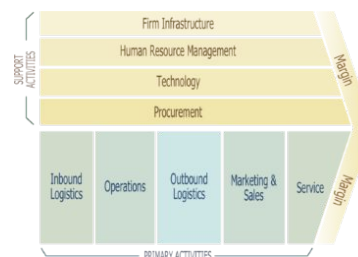 Firm Infrastructure
Human Resource Management
Technology
Procurement
SUPPORT
ACTIVITIES
Margin
Inbound
Logistics
Operations
Outbound
Logistics
Marketing &
Sales
Service
Margin
PRIMARY ACTIVITIES